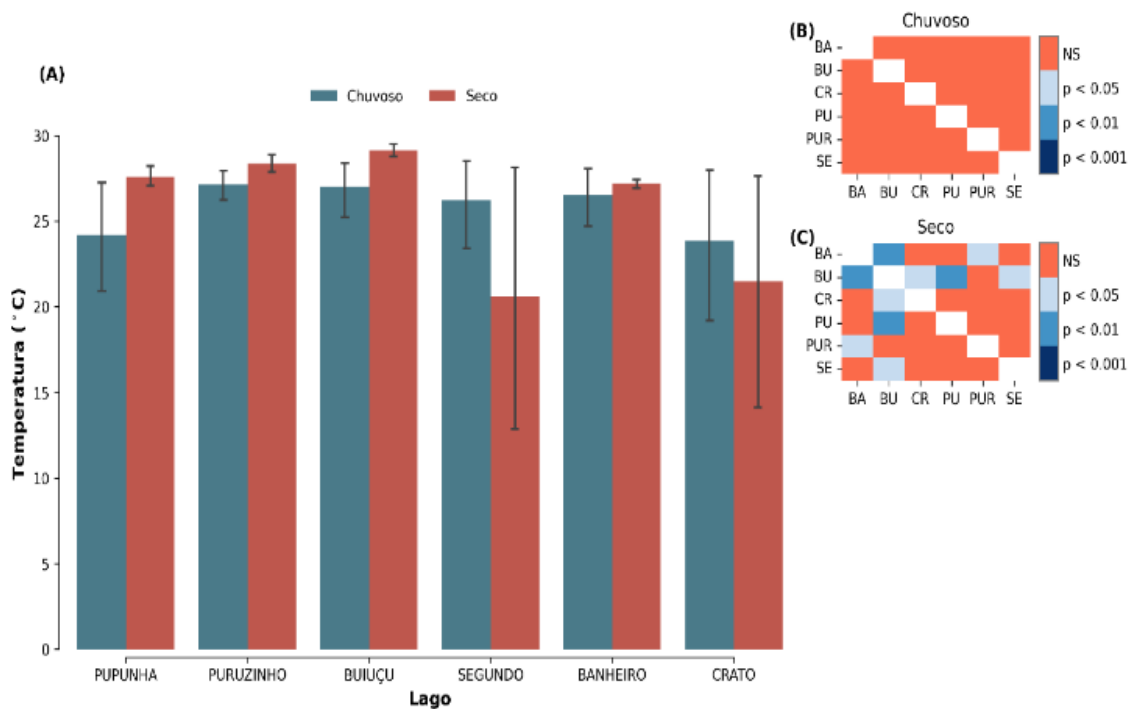 (A)
Chuvoso
Seco
30
25
20
15
10
5
0
Temperatura (°C)
PUPUNHA
PURUZINHO
BUIUÇU
SEGUNDO
BANHEIRO
CRATO
Lago
(B)
Chuvoso
BA
BU
CR
PU
PUR
SE
BA BU CR PU PUR SE
NS
p < 0.05
p < 0.01
p < 0.001
(C)
Seco
BA
BU
CR
PU
PUR
SE
BA BU CR PU PUR SE
NS
p < 0.05
p < 0.01
p < 0.001